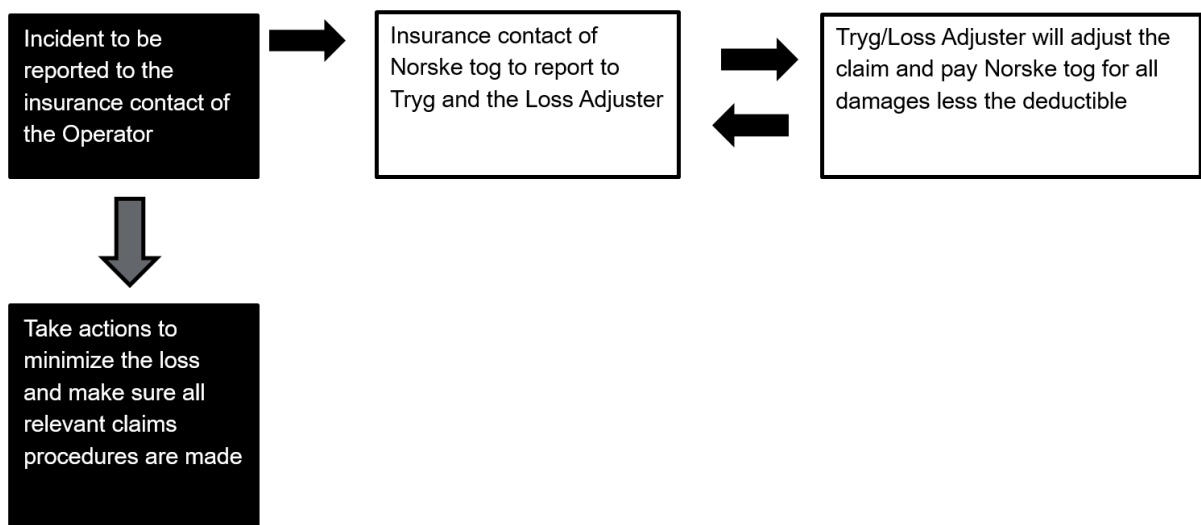 Incident to be
reported to the
insurance contact of
the Operator
Insurance contact of
Norske tog to report to
Tryg and the Loss Adjuster
Tryg/Loss Adjuster will adjust the
claim and pay Norske tog for all
damages less the deductible
Take actions to
minimize the loss
and make sure all
relevant claims
procedures are made